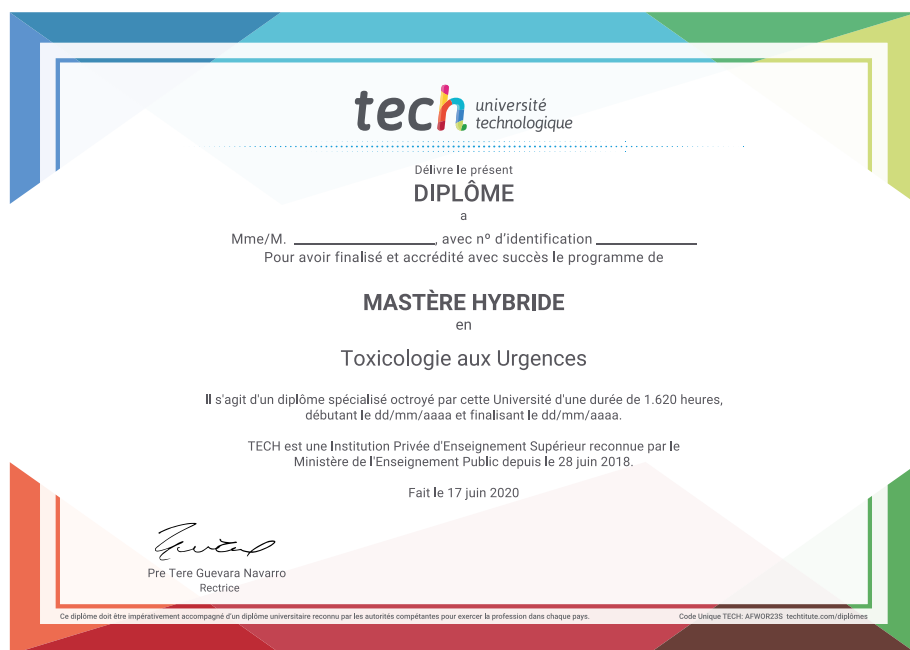 tech université
technologique
Délivre le présent
DIPLÔME
a
Mme/M. ____________, avec nº d'identification ____________
Pour avoir finalisé et accrédité avec succès le programme de
MASTÈRE HYBRIDE
en
Toxicologie aux Urgences
Il s'agit d'un diplôme spécialisé octroyé par cette Université d'une durée de 1.620 heures,
débutant le dd/mm/aaaa et finalisant le dd/mm/aaaa.
TECH est une Institution Privée d'Enseignement Supérieur reconnue par le
Ministère de l'Enseignement Public depuis le 28 juin 2018.
Fait le 17 juin 2020
Pre Tere Guevara Navarro
Rectrice
Ce diplôme doit être impérativement accompagné d'un diplôme universitaire reconnu par les autorités compétantes pour exercer la profession dans chaque pays.
Code Unique TECH: AFWOR23S techtitute.com/diplômes